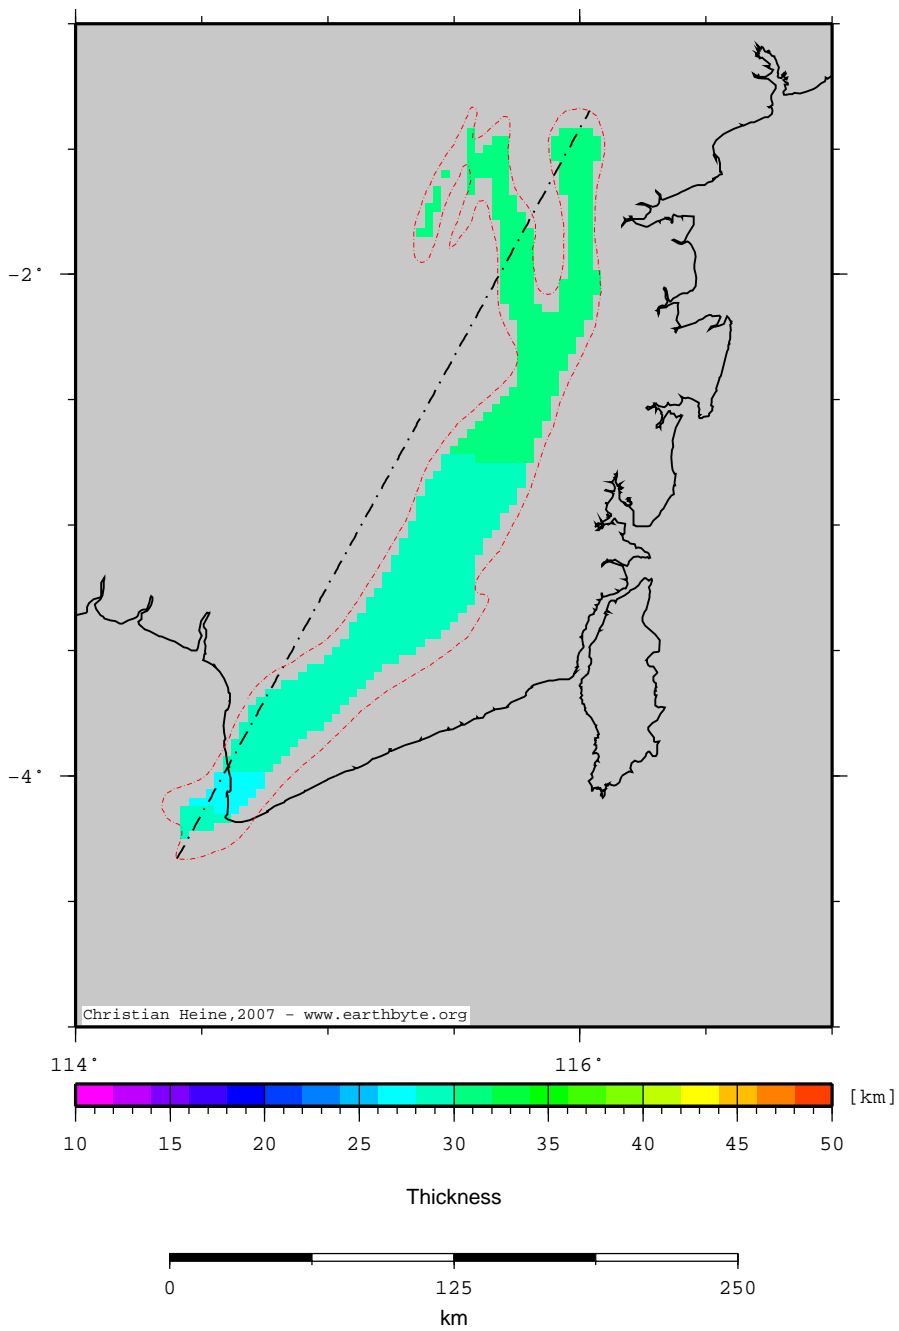 −2°
−4°
Christian Heine,2007 − www.earthbyte.org
114° 116°
[km]
10 15 20 25 30 35 40 45 50
Thickness
0 125 250
km